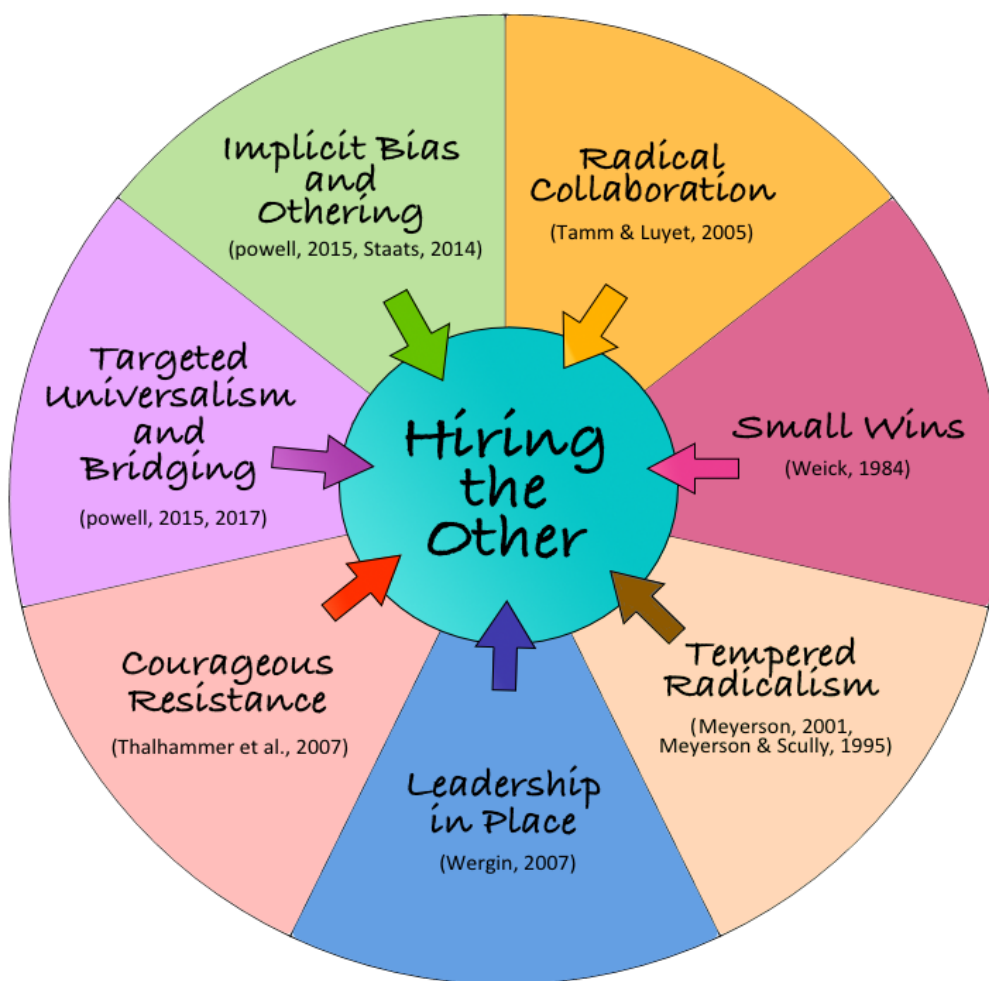 Implicit Bias
and
Othering
(powell, 2015, Staats, 2014)
Radical
Collaboration
(Tamm & Luyet, 2005)
Targeted
Universalism
and
Bridging
(powell, 2015, 2017)
Hiring
the
Other
Small Wins
(Weick, 1984)
Courageous
Resistance
(Thalhammer et al., 2007)
Leadership
in Place
(Wergin, 2007)
Tempered
Radicalism
(Meyerson, 2001,
Meyerson & Scully, 1995)